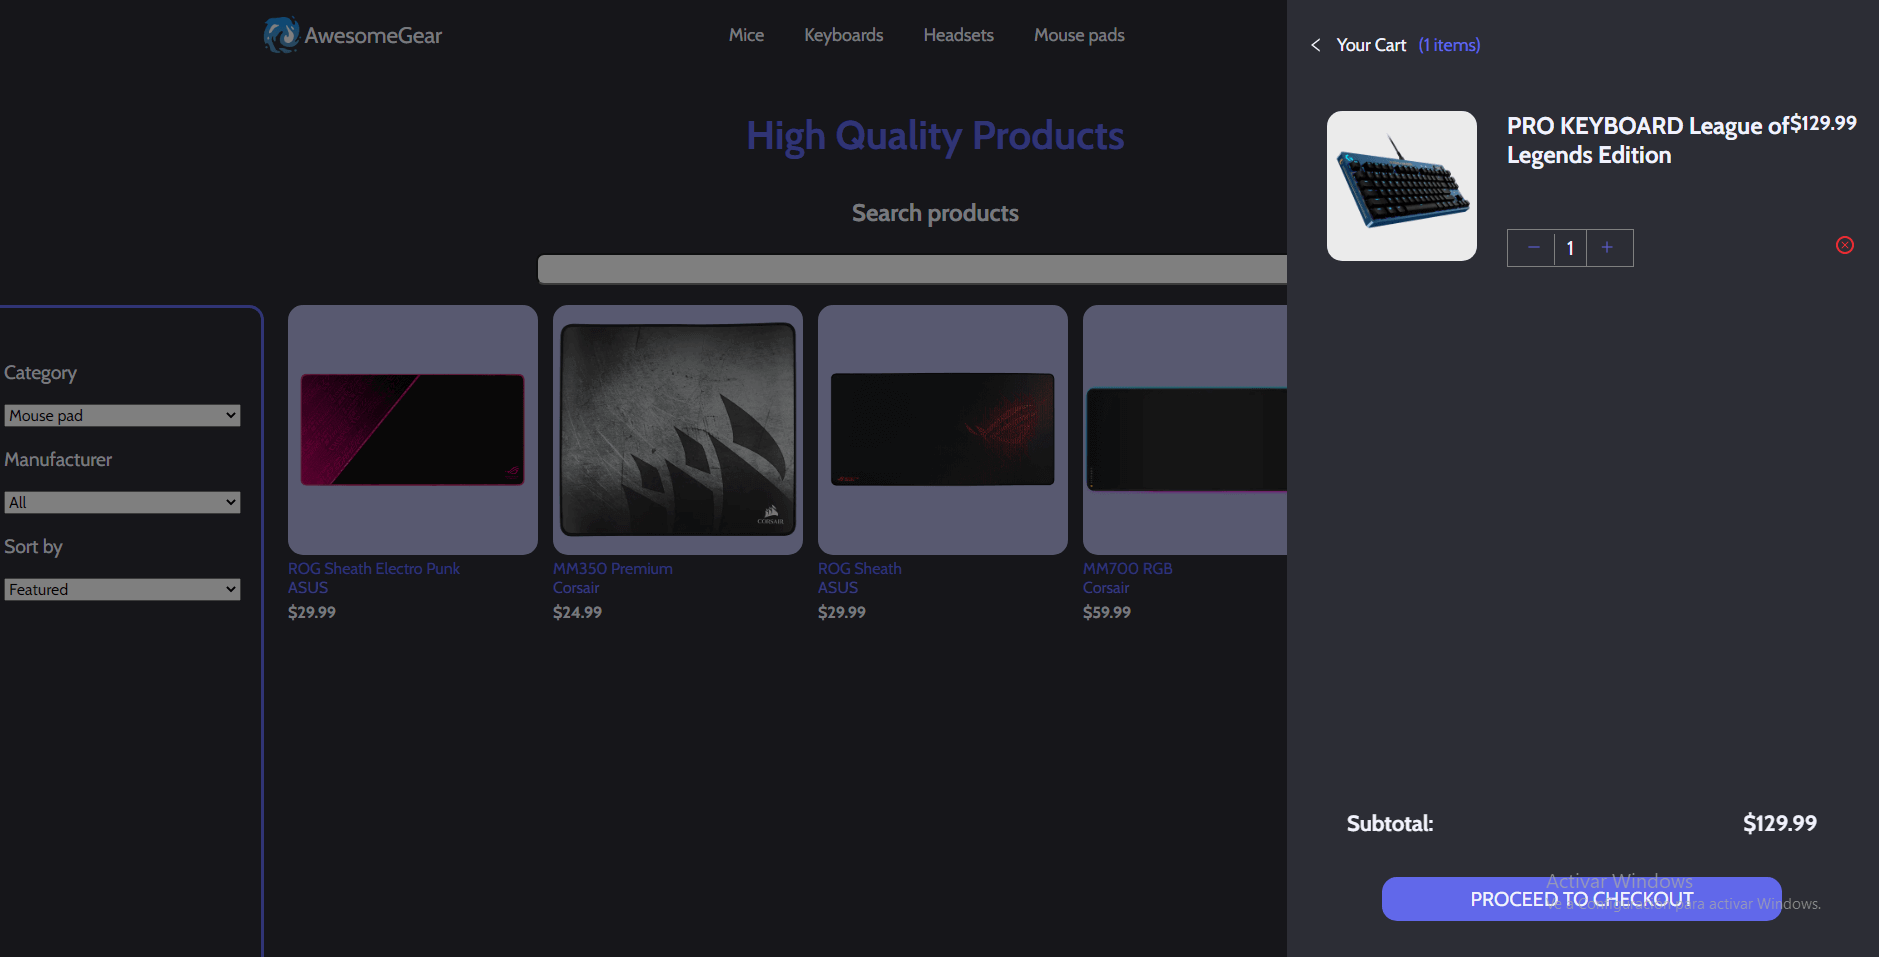 AwesomeGear
Mice
Keyboards
Headsets
Mouse pads
High Quality Products
Search products
Category
Mouse pad
Manufacturer
All
Sort by
Featured
ROG Sheath Electro Punk
ASUS
$29.99
CORSAIR
MM350 Premium
Corsair
$24.99
ROG Sheath
ASUS
$29.99
MM700 RGB
Corsair
$59.99
Your Cart (1 items)
PRO KEYBOARD League of $129.99
Legends Edition
− 1 +
Subtotal: $129.99
Activar Windows
PROCEED TO CHECKOUT
Ve a Configuración para activar Windows.